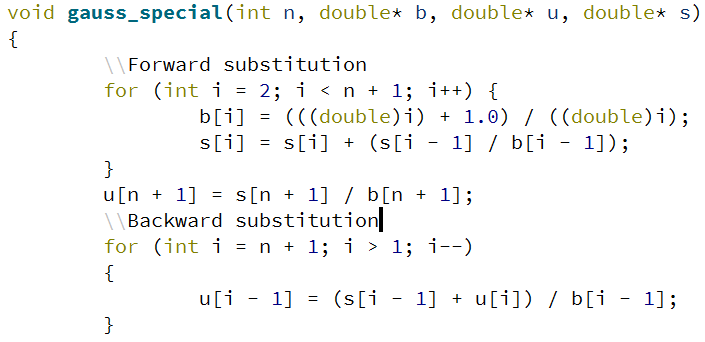 void gauss_special(int n, double* b, double* u, double* s)
{
\\Forward substitution
for (int i = 2; i < n + 1; i++) {
b[i] = (((double)i) + 1.0) / ((double)i);
s[i] = s[i] + (s[i - 1] / b[i - 1]);
}
u[n + 1] = s[n + 1] / b[n + 1];
\\Backward substitution
for (int i = n + 1; i > 1; i--)
{
u[i - 1] = (s[i - 1] + u[i]) / b[i - 1];
}